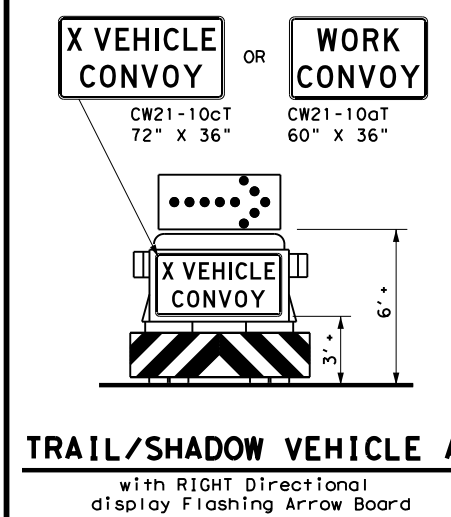 X VEHICLE
CONVOY
OR
WORK
CONVOY
CW21-10cT
72" X 36"
CW21-10aT
60" X 36"
X VEHICLE
CONVOY
6'+
3'+
TRAIL/SHADOW VEHICLE A
with RIGHT Directional
display Flashing Arrow Board